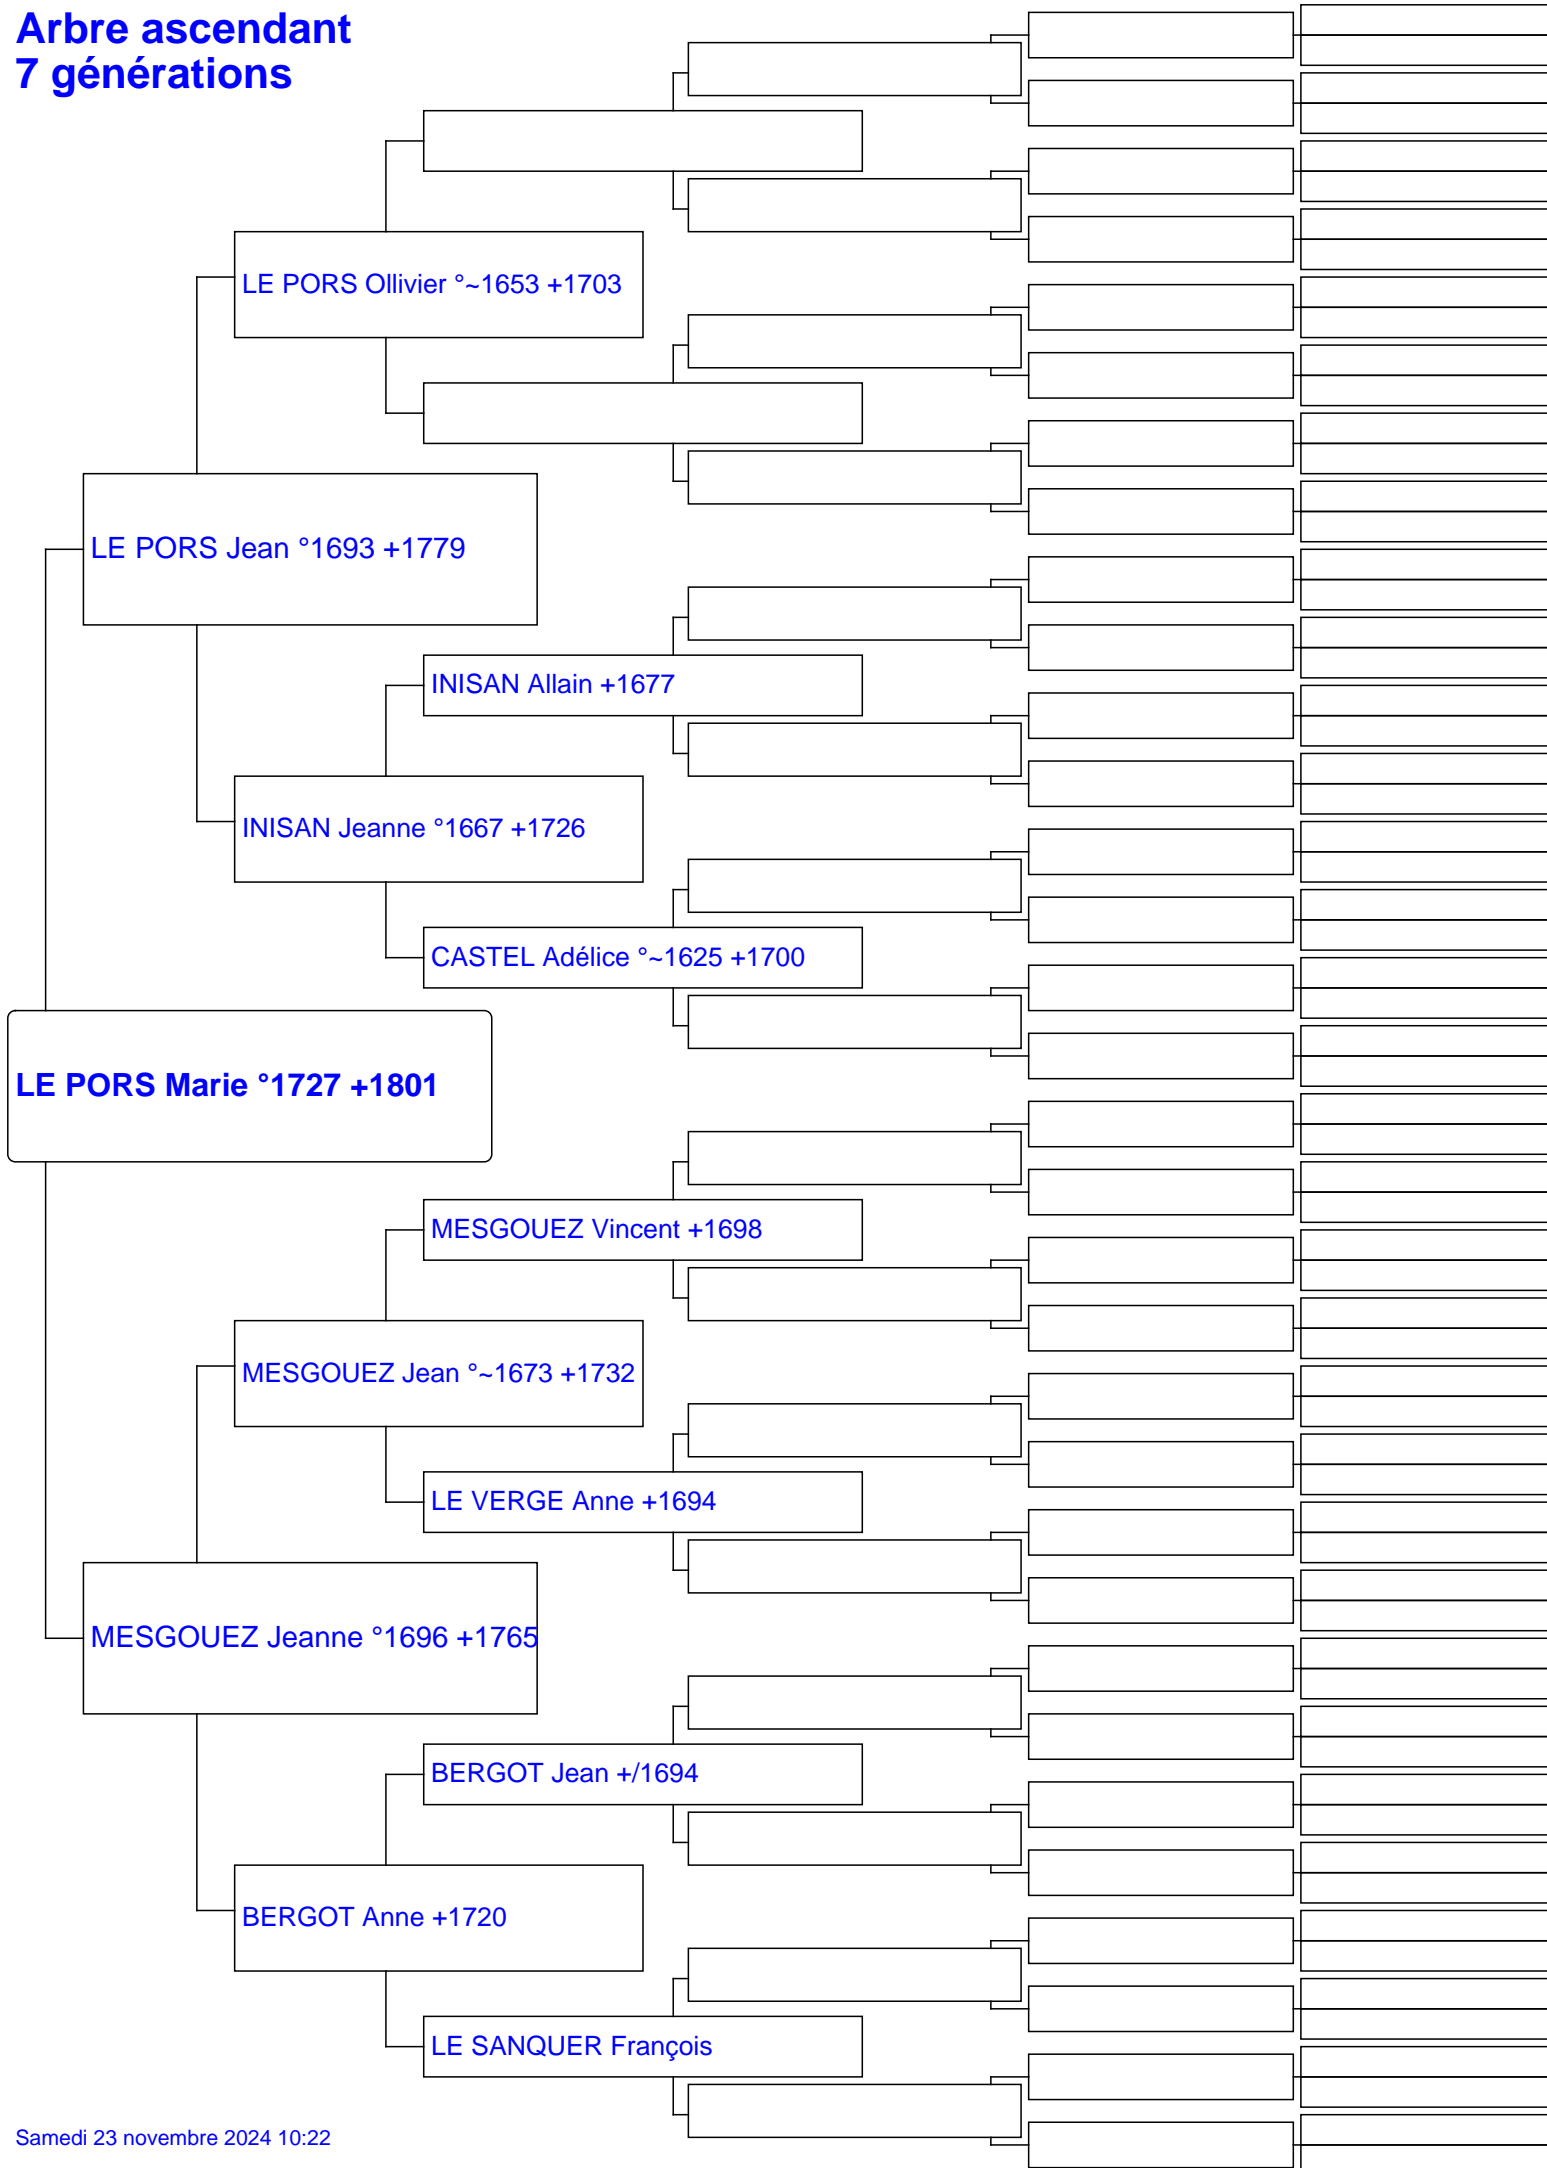 Arbre ascendant
7 générations
LE PORS Ollivier °~1653 +1703
LE PORS Jean °1693 +1779
INISAN Allain +1677
INISAN Jeanne °1667 +1726
CASTEL Adélice °~1625 +1700
LE PORS Marie °1727 +1801
MESGOUEZ Vincent +1698
MESGOUEZ Jean °~1673 +1732
LE VERGE Anne +1694
MESGOUEZ Jeanne °1696 +1765
BERGOT Jean +/1694
BERGOT Anne +1720
LE SANQUER François
Samedi 23 novembre 2024 10:22